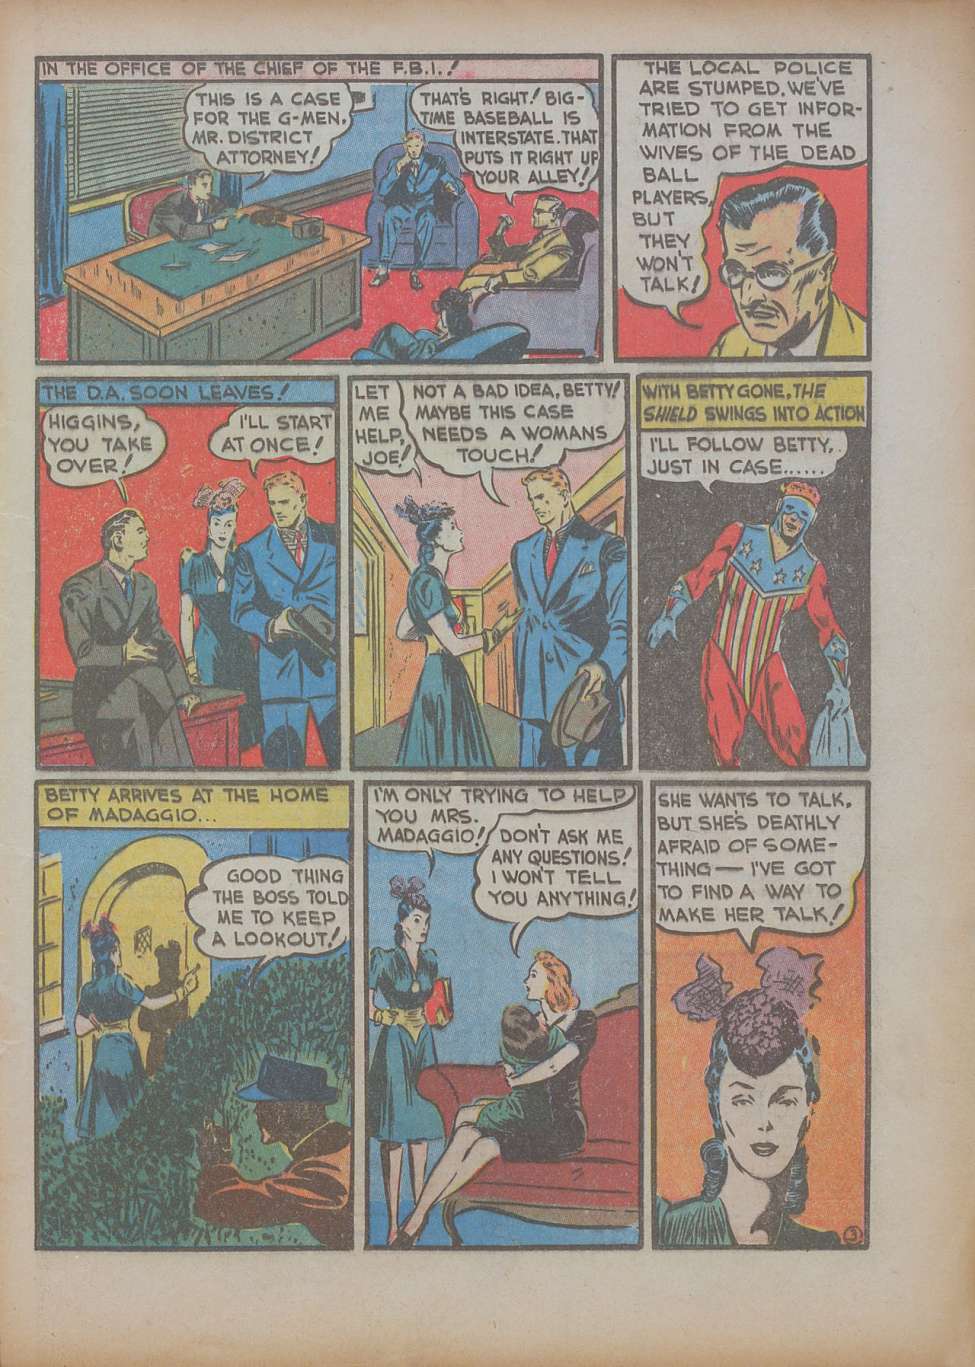 IN THE OFFICE OF THE CHIEF OF THE F.B.I.!
THIS IS A CASE
FOR THE G-MEN,
MR. DISTRICT
ATTORNEY!
THAT'S RIGHT! BIG-
TIME BASEBALL IS
INTERSTATE. THAT
PUTS IT RIGHT UP
YOUR ALLEY!
THE LOCAL POLICE
ARE STUMPED, WE'VE
TRIED TO GET INFOR-
MATION FROM THE
WIVES OF THE DEAD
BALL
PLAYERS,
BUT
THEY
WON'T
TALK!
THE D.A. SOON LEAVES!
HIGGINS,
YOU TAKE
OVER!
I'LL START
AT ONCE!
LET
ME
HELP,
JOE!
NOT A BAD IDEA, BETTY!
MAYBE THIS CASE
NEEDS A WOMANS
TOUCH!
WITH BETTY GONE, THE
SHIELD SWINGS INTO ACTION
I'LL FOLLOW BETTY,.
JUST IN CASE......
BETTY ARRIVES AT THE HOME
OF MADAGGIO...
GOOD THING
THE BOSS TOLD
ME TO KEEP
A LOOKOUT!
I'M ONLY TRYING TO HELP
YOU MRS.
MADAGGIO!
DON'T ASK ME
ANY QUESTIONS!
I WON'T TELL
YOU ANYTHING!
SHE WANTS TO TALK,
BUT SHE'S DEATHLY
AFRAID OF SOME-
THING — I'VE GOT
TO FIND A WAY TO
MAKE HER TALK!
3